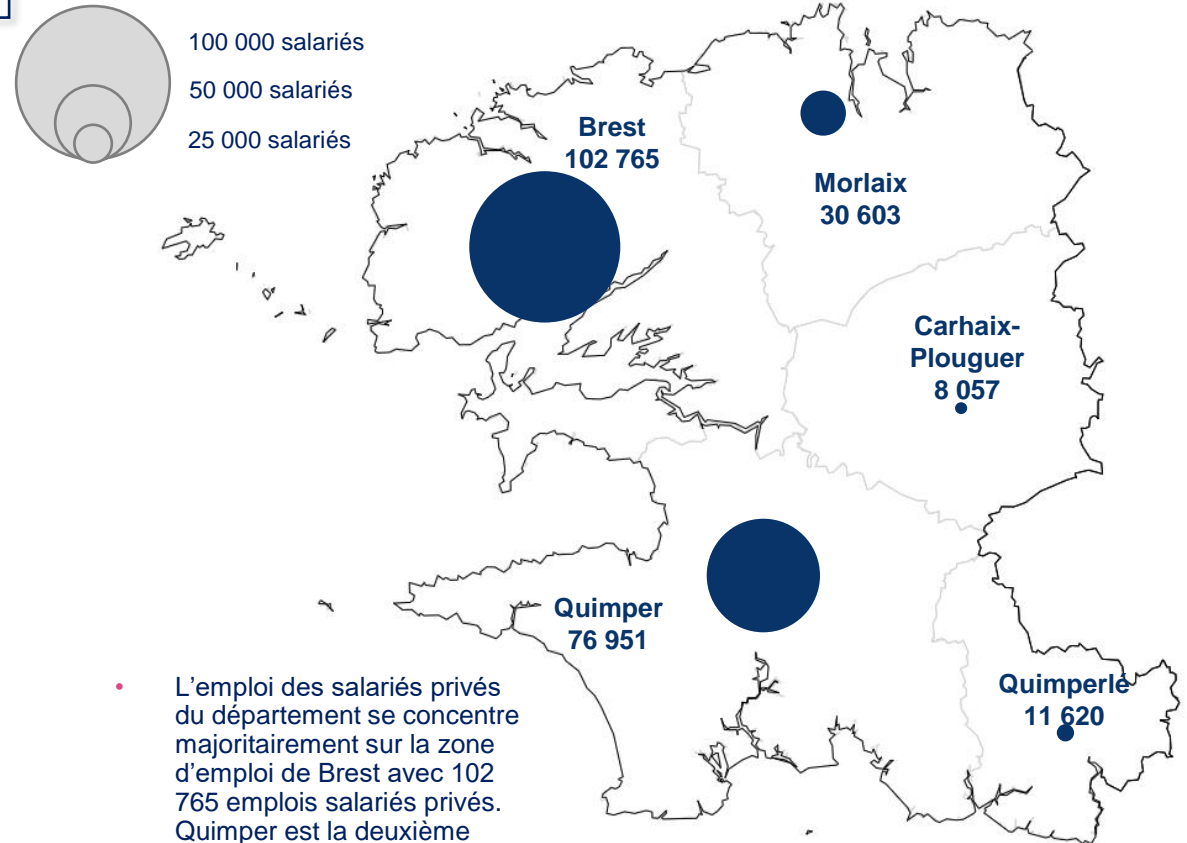 100 000 salariés
50 000 salariés
25 000 salariés
Brest
102 765
Morlaix
30 603
Carhaix-
Plouguer
8 057
Quimper
76 951
Quimperlé
11 620
• L'emploi des salariés privés
du département se concentre
majoritairement sur la zone
d'emploi de Brest avec 102
765 emplois salariés privés.
Quimper est la deuxième